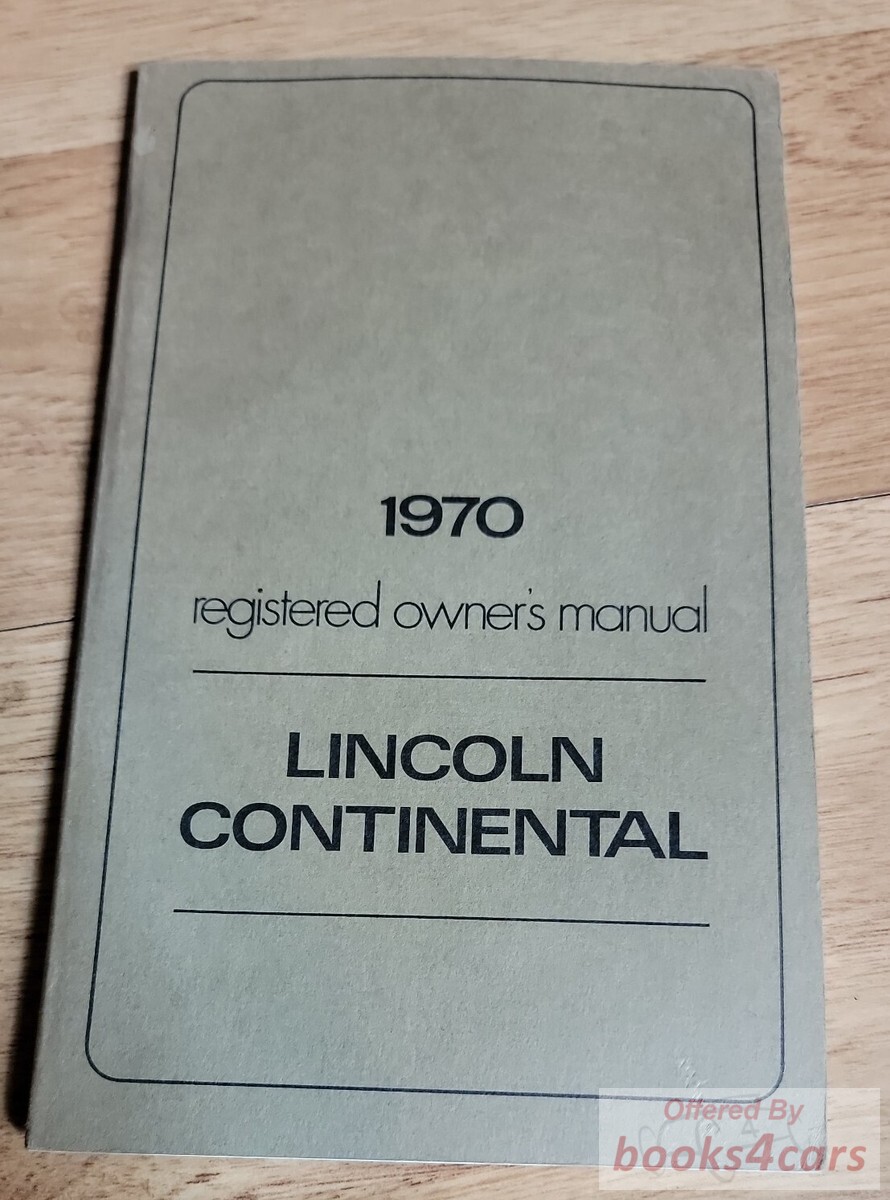 1970
registered owner's manual
LINCOLN
CONTINENTAL
Offered By
books4cars